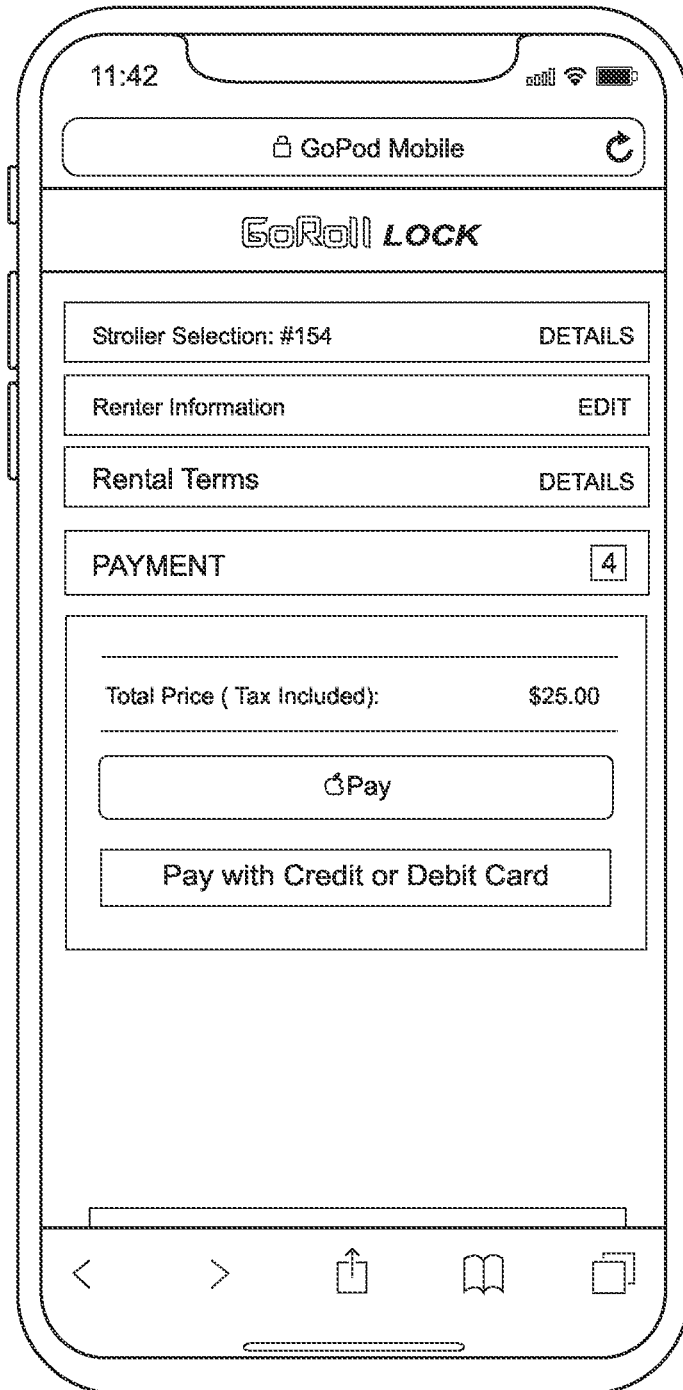 11:42
GoPod Mobile
GoRoll LOCK
Stroller Selection: #154 DETAILS
Renter Information EDIT
Rental Terms DETAILS
PAYMENT 4
Total Price ( Tax Included): $25.00
Pay
Pay with Credit or Debit Card